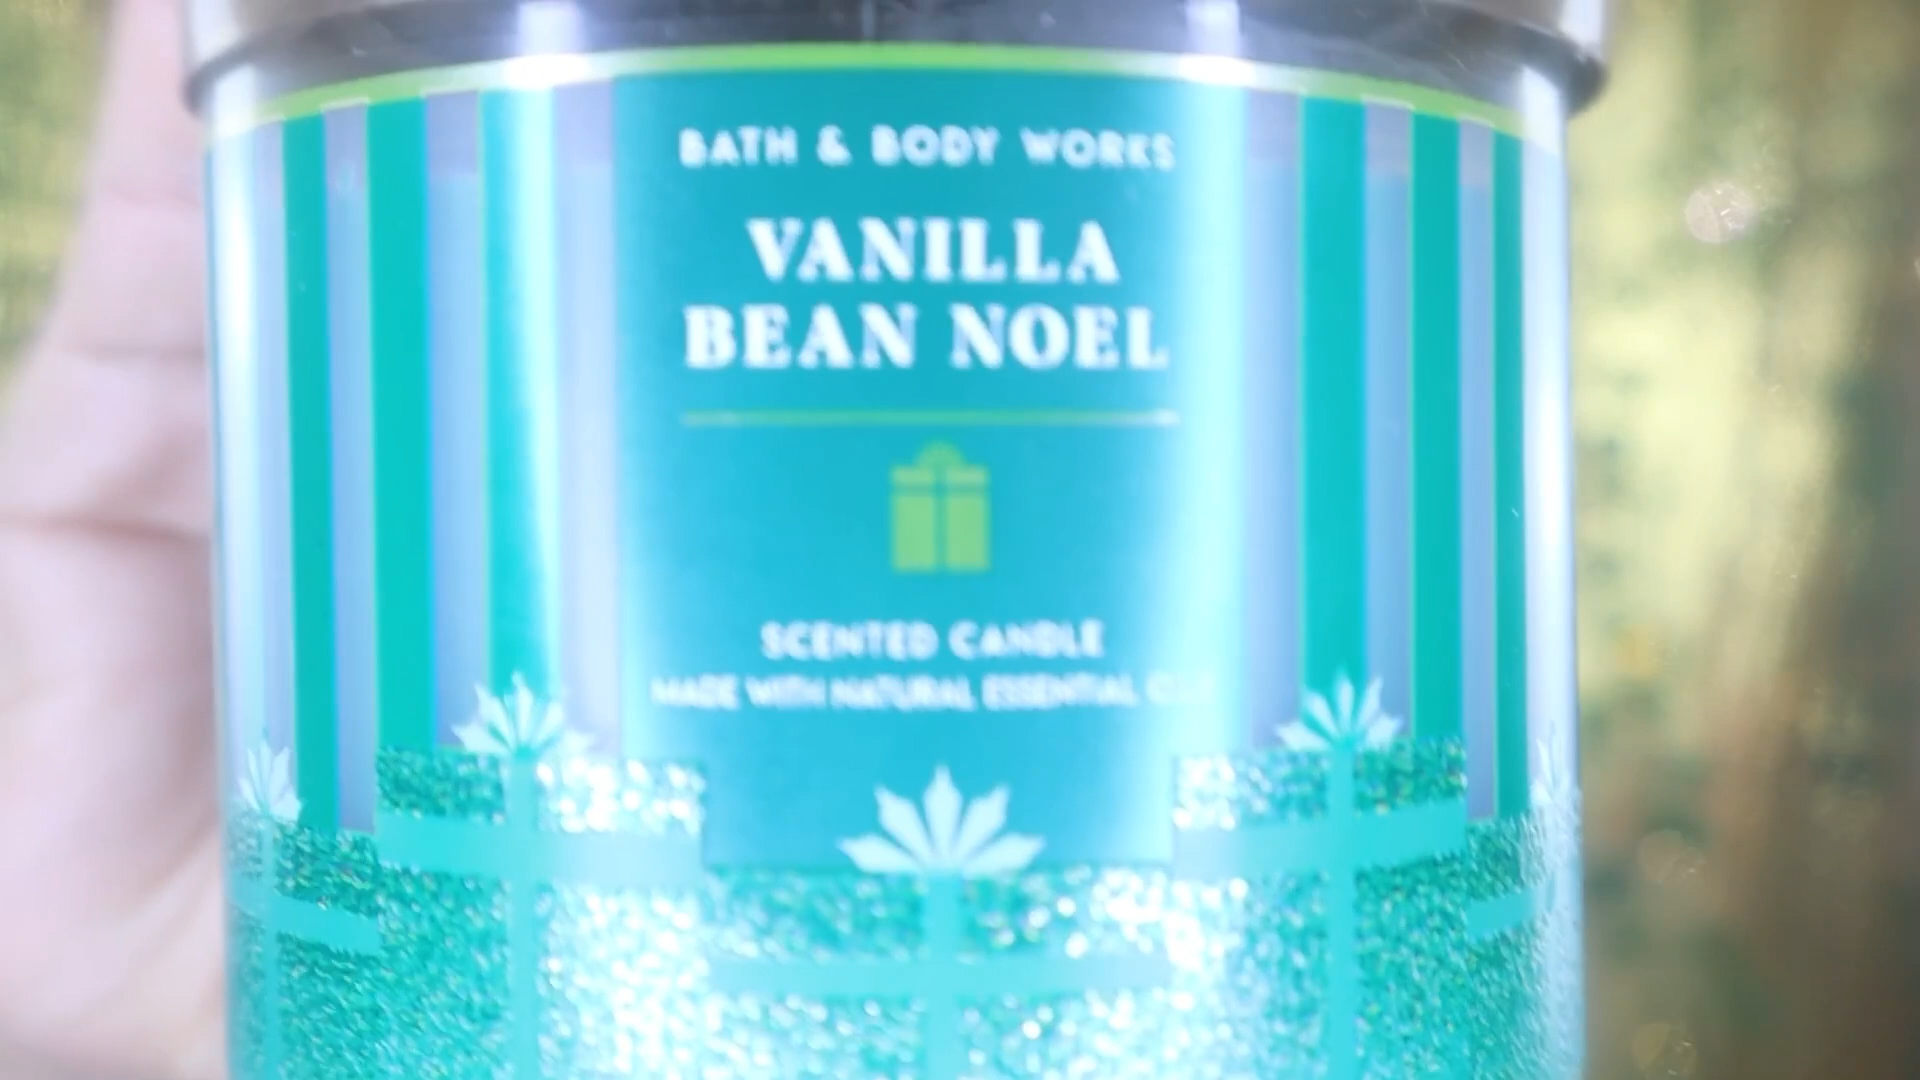 BATH & BODY WORKS
VANILLA
BEAN NOEL
SCENTED CANDLE
MADE WITH NATURAL ESSENTIAL